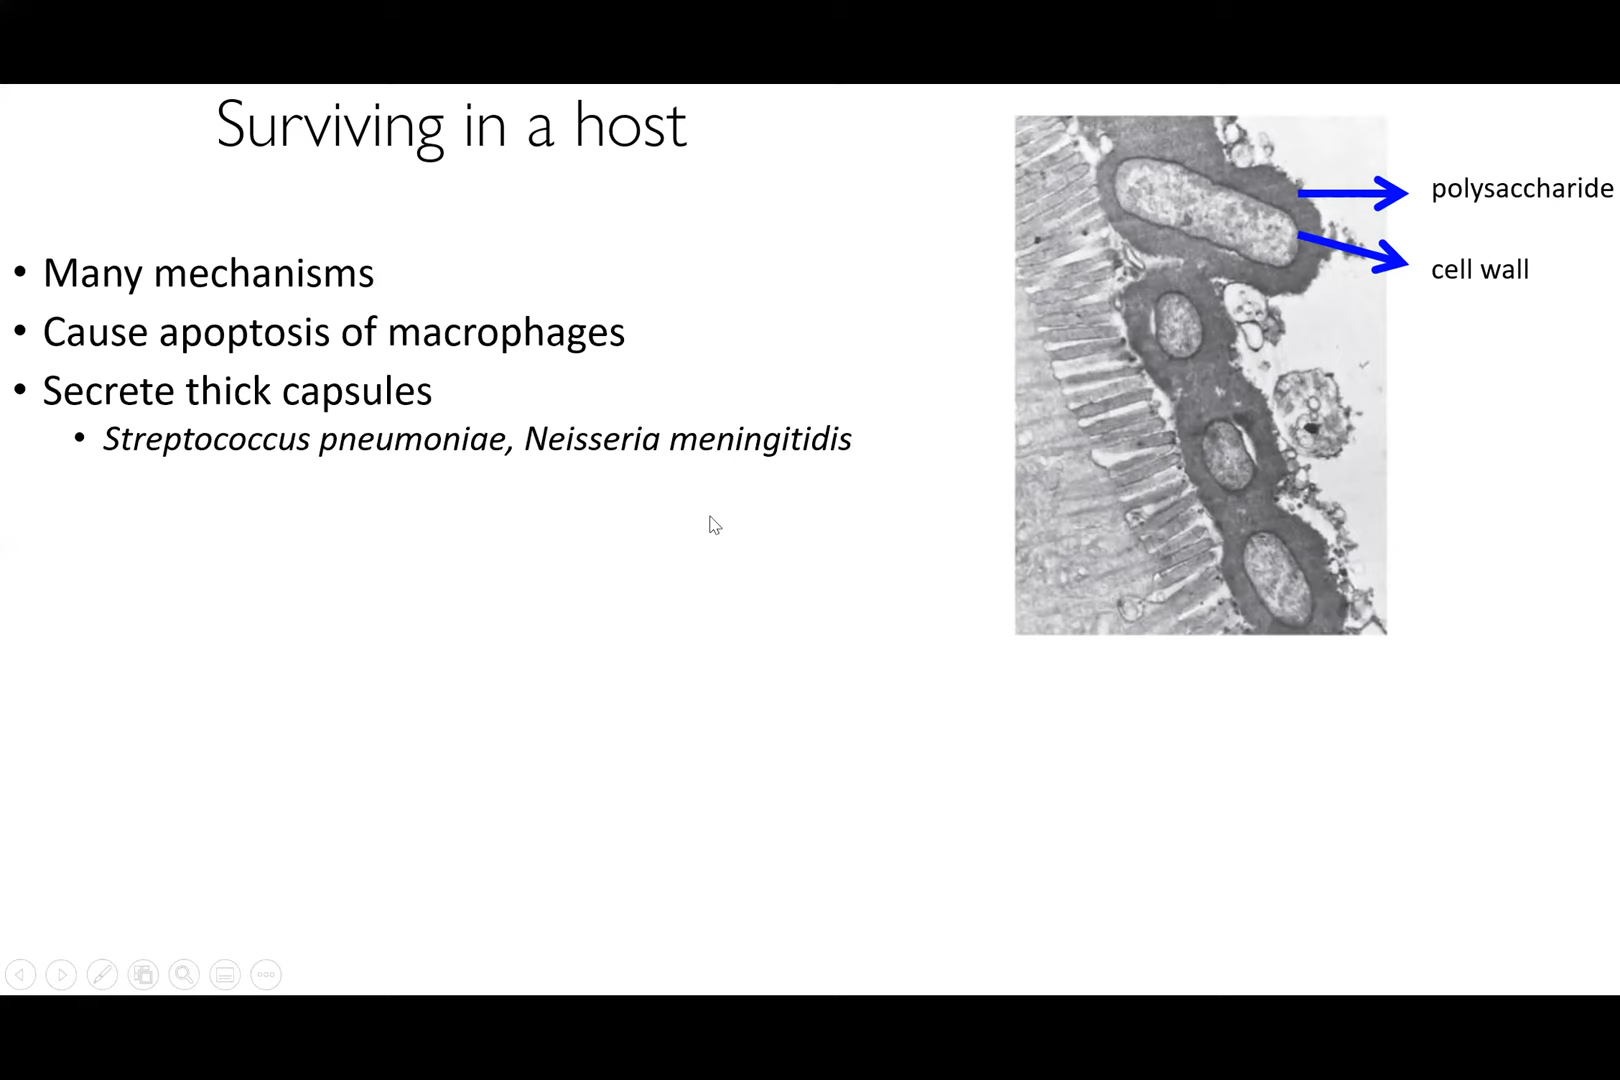 Surviving in a host
• Many mechanisms
• Cause apoptosis of macrophages
• Secrete thick capsules
• Streptococcus pneumoniae, Neisseria meningitidis
polysaccharide
cell wall